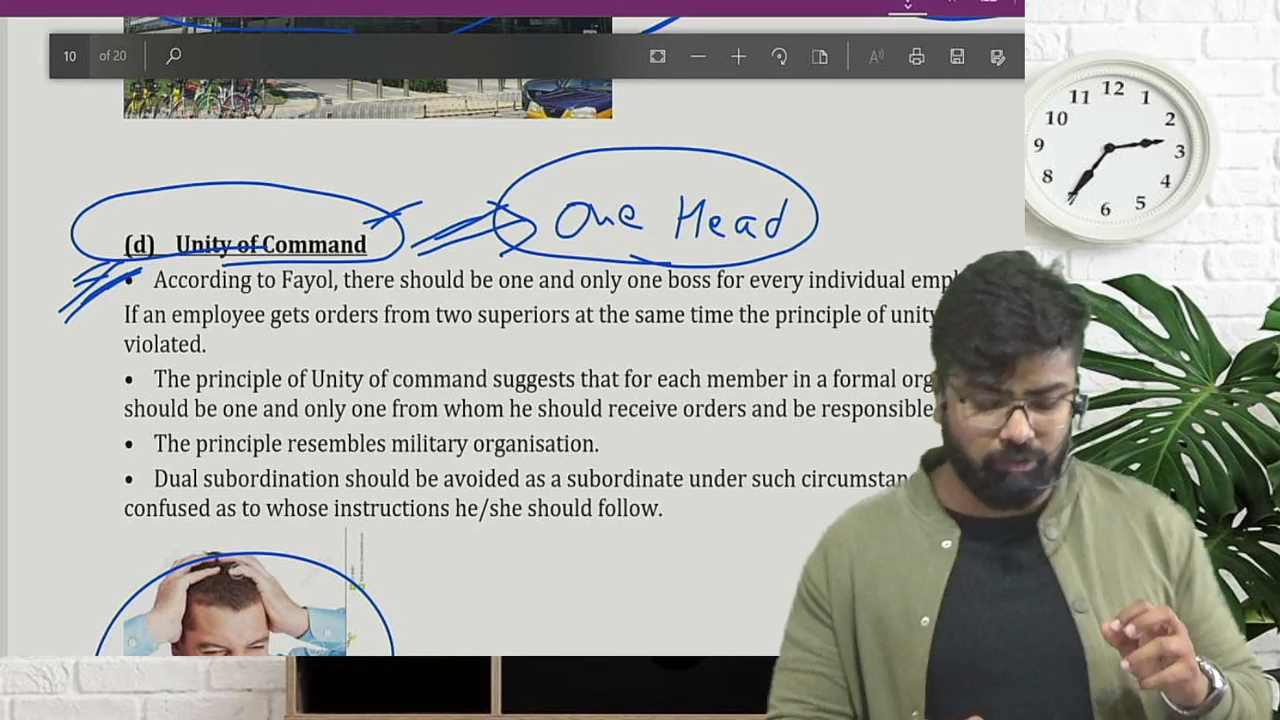 10 of 20
One Head
(d) Unity of Command
• According to Fayol, there should be one and only one boss for every individual
If an employee gets orders from two superiors at the same time the principle of unity
violated.
• The principle of Unity of command suggests that for each member in a formal
should be one and only one from whom he should receive orders and be responsible
• The principle resembles military organisation.
• Dual subordination should be avoided as a subordinate under such
confused as to whose instructions he/she should follow.
12
11 1
10 2
9 3
8 4
6 5